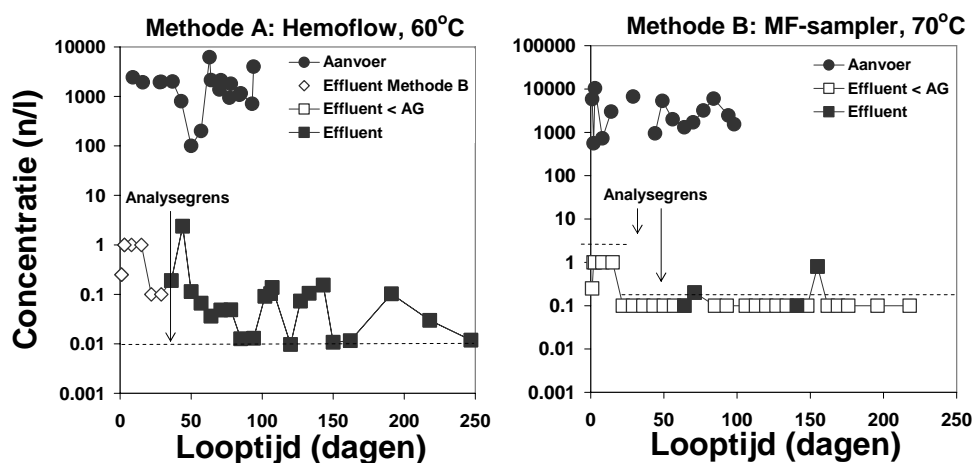 Methode A: Hemoflow, 60°C
Concentratie (n/l)
10000
1000
100
10
1
0.10
0.01
0.001
Aanvoer
Effluent Methode B
Effluent < AG
Effluent
Analysegrens
0 50 100 150 200 250
Looptijd (dagen)
Methode B: MF-sampler, 70°C
100000
10000
1000
100
10
1
0.1
0.01
0.001
Aanvoer
Effluent < AG
Effluent
Analysegrens
0 50 100 150 200 250
Looptijd (dagen)